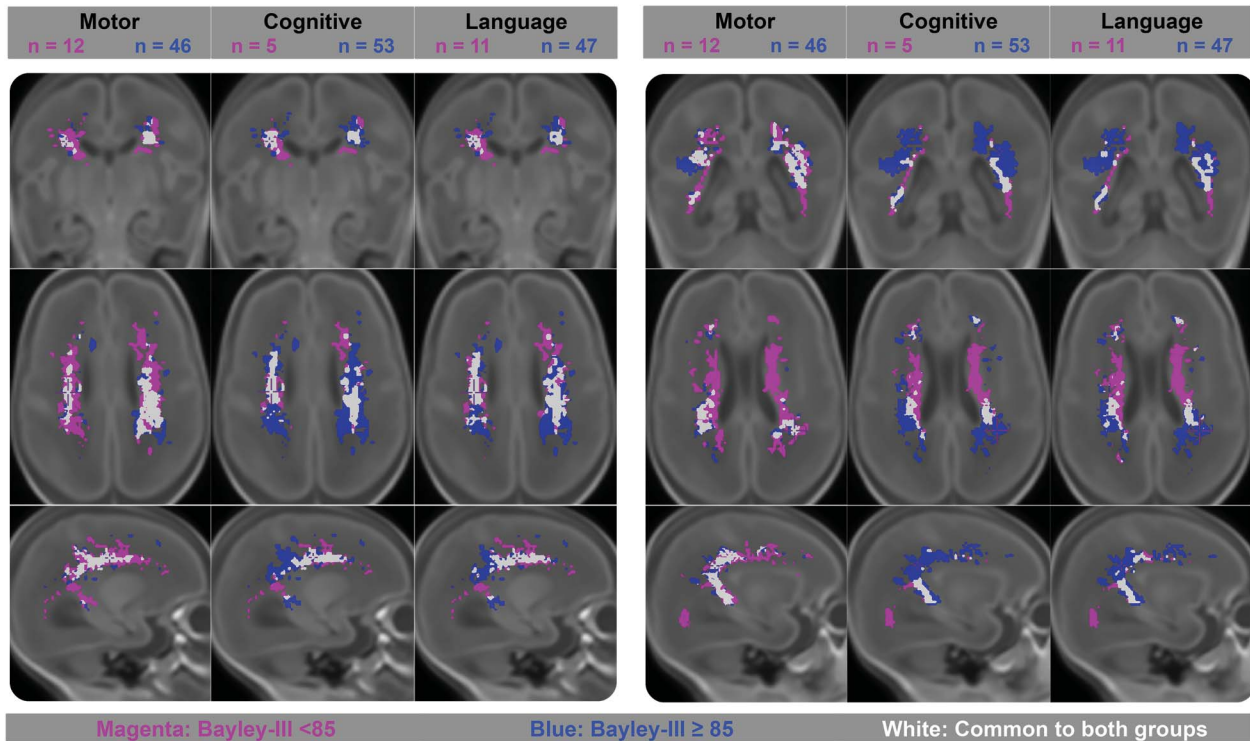 Motor Cognitive Language
n = 12 n = 46 n = 5 n = 53 n = 11 n = 47
Motor Cognitive Language
n = 12 n = 46 n = 5 n = 53 n = 11 n = 47
Magenta: Bayley-III <85 Blue: Bayley-III ≥ 85 White: Common to both groups